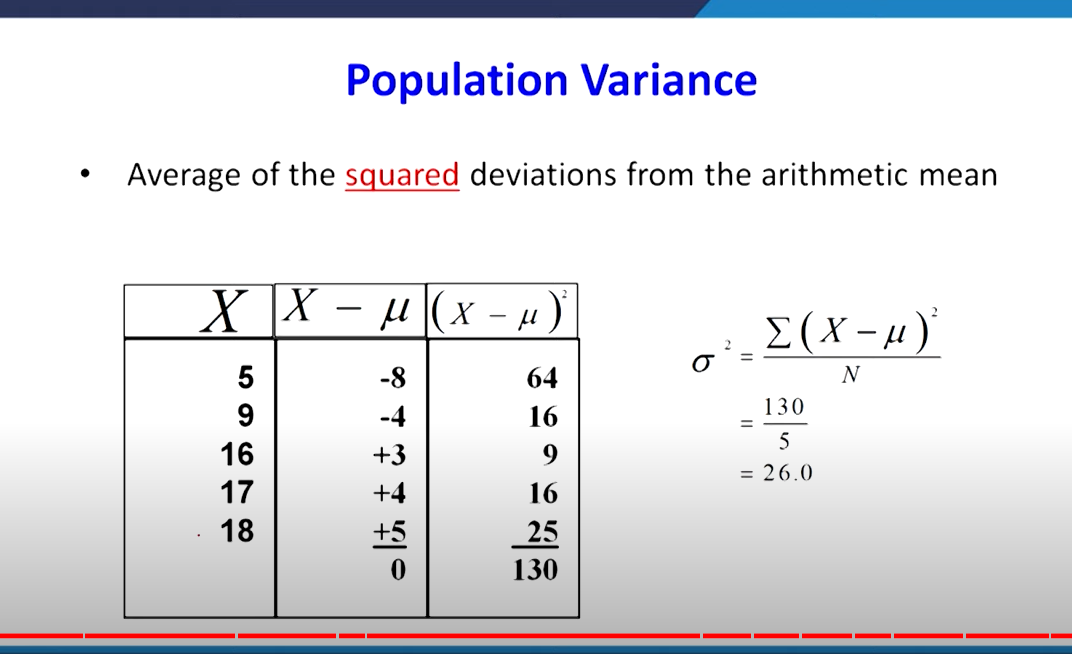 Population Variance
• Average of the squared deviations from the arithmetic mean
X X − μ (X − μ)²
5 -8 64
9 -4 16
16 +3 9
17 +4 16
18 +5 25
0 130
σ² = Σ(X − μ)² / N
= 130 / 5
= 26.0